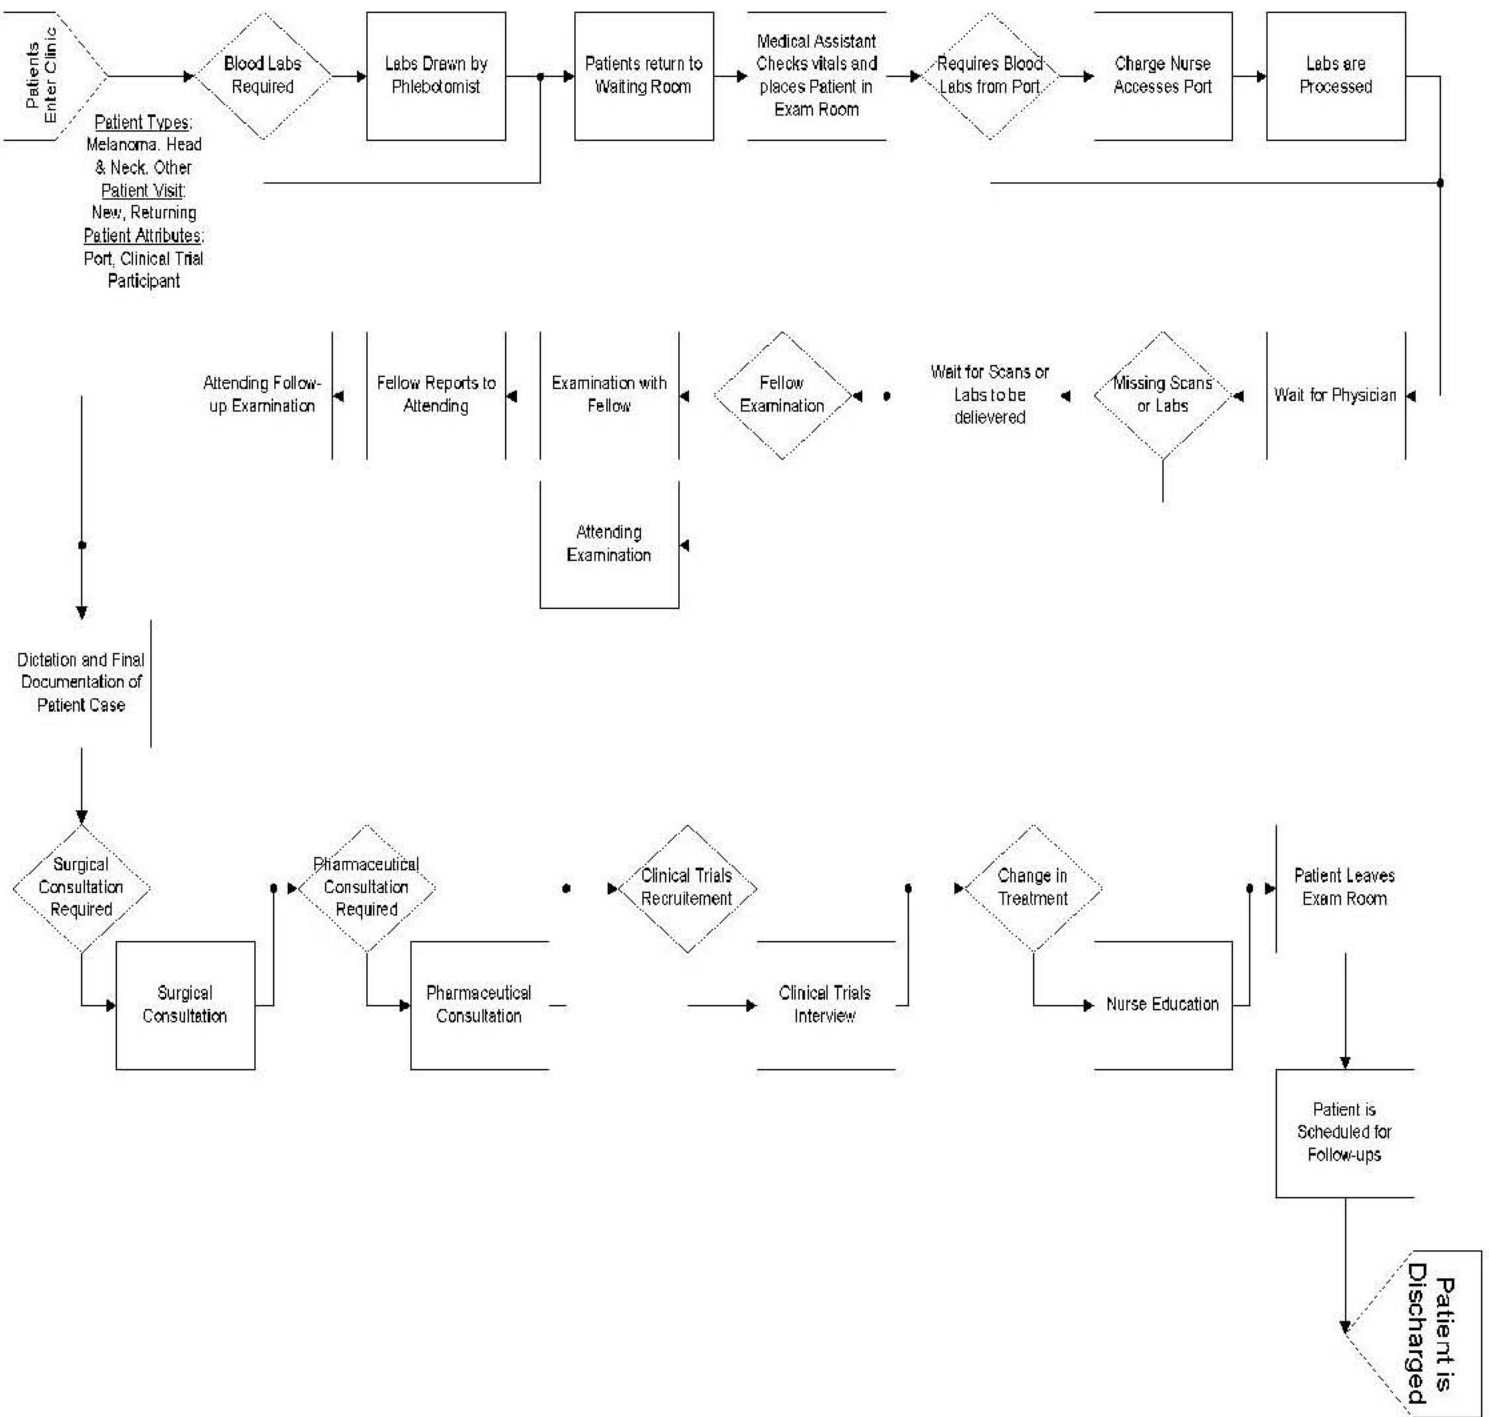 Patients
Enter Clinic
Blood Labs
Required
Labs Drawn by
Phlebotomist
Patients return to
Waiting Room
Medical Assistant
Checks vitals and
places Patient in
Exam Room
Requires Blood
Labs from Port
Charge Nurse
Accesses Port
Labs are
Processed
Patient Types:
Melanoma. Head
& Neck. Other
Patient Visit:
New, Returning
Patient Attributes:
Port, Clinical Trial
Participant
Attending Follow-
up Examination
Fellow Reports to
Attending
Examination with
Fellow
Fellow
Examination
Wait for Scans or
Labs to be
delievered
Missing Scans
or Labs
Wait for Physician
Attending
Examination
Dictation and Final
Documentation of
Patient Case
Surgical
Consultation
Required
Surgical
Consultation
Pharmaceutical
Consultation
Required
Pharmaceutical
Consultation
Clinical Trials
Recruitement
Clinical Trials
Interview
Change in
Treatment
Nurse Education
Patient Leaves
Exam Room
Patient is
Scheduled for
Follow-ups
Patient is
Discharged